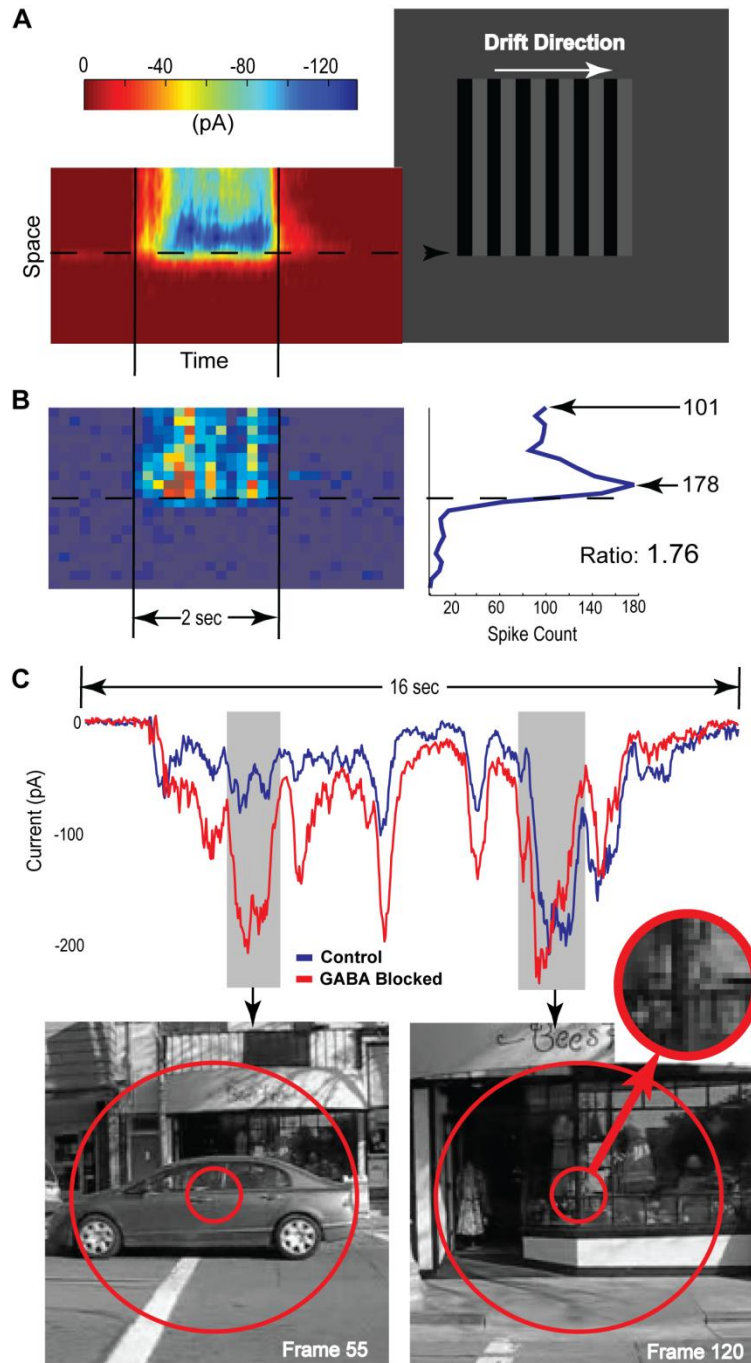 A
Drift Direction
0 -40 -80 -120
(pA)
Space
Time
B
101
178
Ratio: 1.76
2 sec
20 60 100 140 180
Spike Count
C
16 sec
0
Current (pA)
-100
-200
Control
GABA Blocked
Bee's
Frame 55
Frame 120